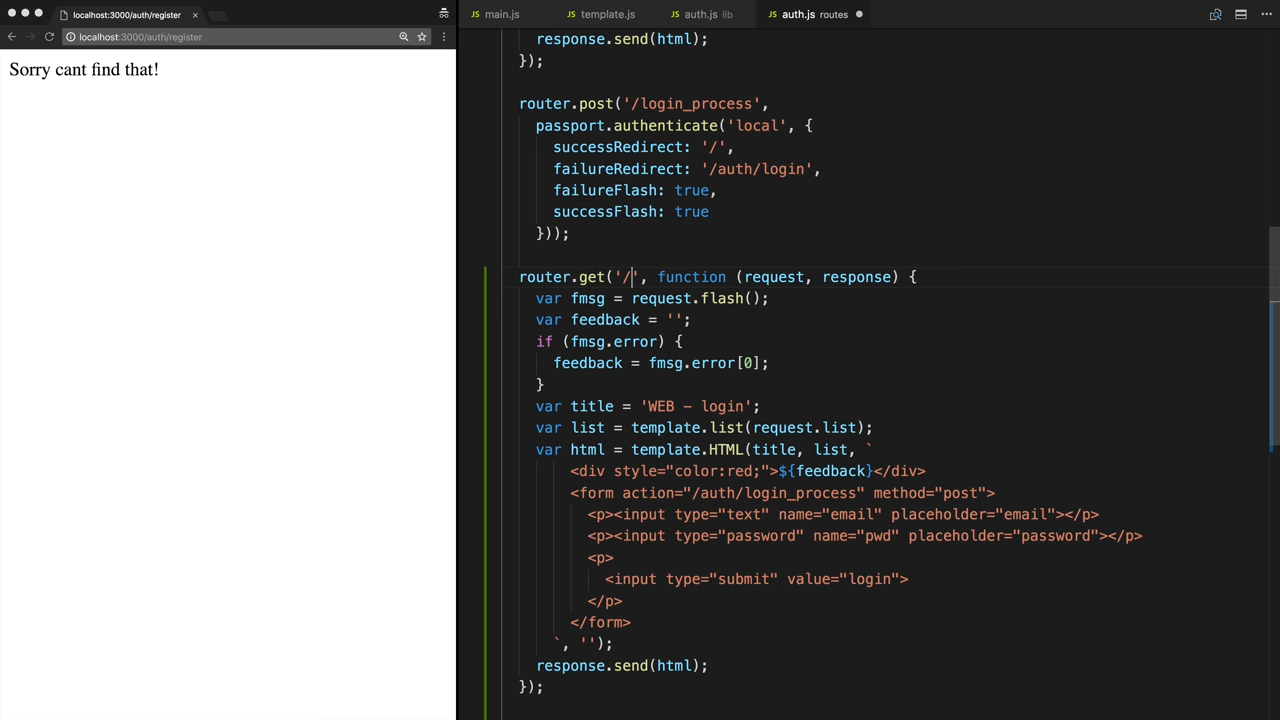 localhost:3000/auth/register ×
localhost:3000/auth/register
Sorry cant find that!
JS main.js
JS template.js
JS auth.js lib
JS auth.js routes
response.send(html);
});
router.post('/login_process',
passport.authenticate('local', {
successRedirect: '/',
failureRedirect: '/auth/login',
failureFlash: true,
successFlash: true
}));
router.get('/', function (request, response) {
var fmsg = request.flash();
var feedback = '';
if (fmsg.error) {
feedback = fmsg.error[0];
}
var title = 'WEB - login';
var list = template.list(request.list);
var html = template.HTML(title, list, `
<div style="color:red;">${feedback}</div>
<form action="/auth/login_process" method="post">
<p><input type="text" name="email" placeholder="email"></p>
<p><input type="password" name="pwd" placeholder="password"></p>
<p>
<input type="submit" value="login">
</p>
</form>
`, '');
response.send(html);
});